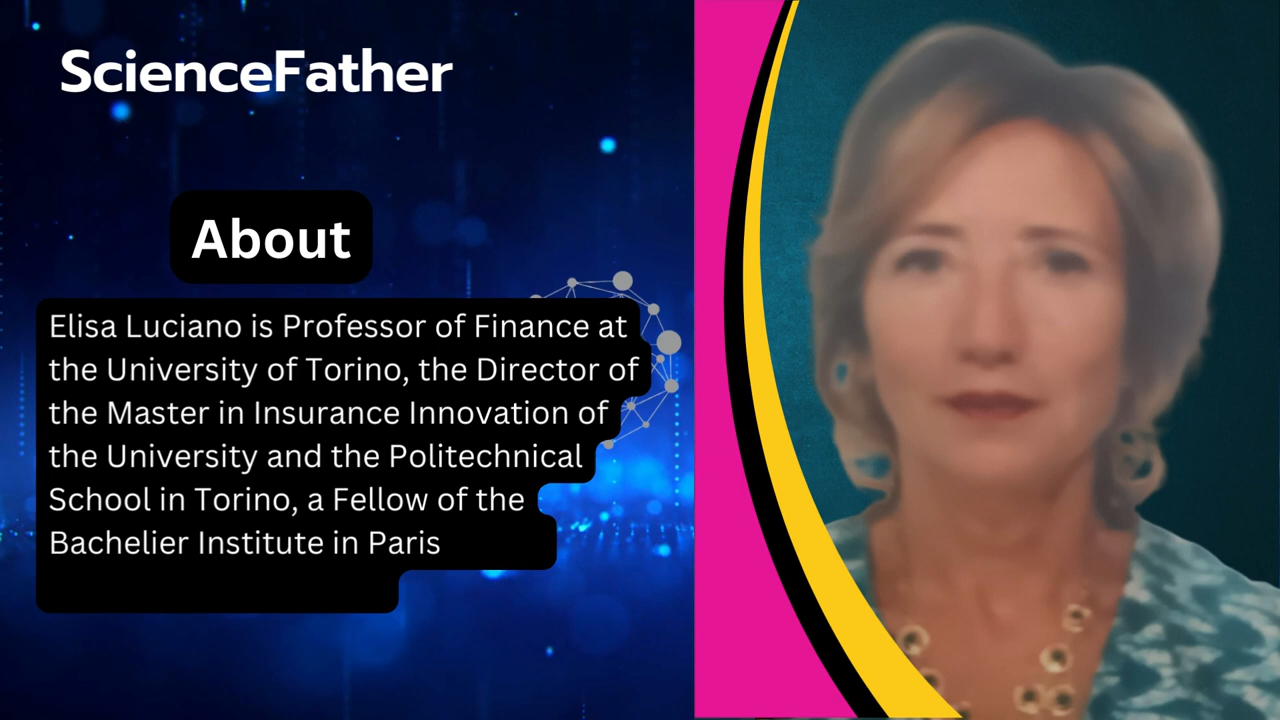 ScienceFather
About
Elisa Luciano is Professor of Finance at
the University of Torino, the Director of
the Master in Insurance Innovation of
the University and the Politechnical
School in Torino, a Fellow of the
Bachelier Institute in Paris